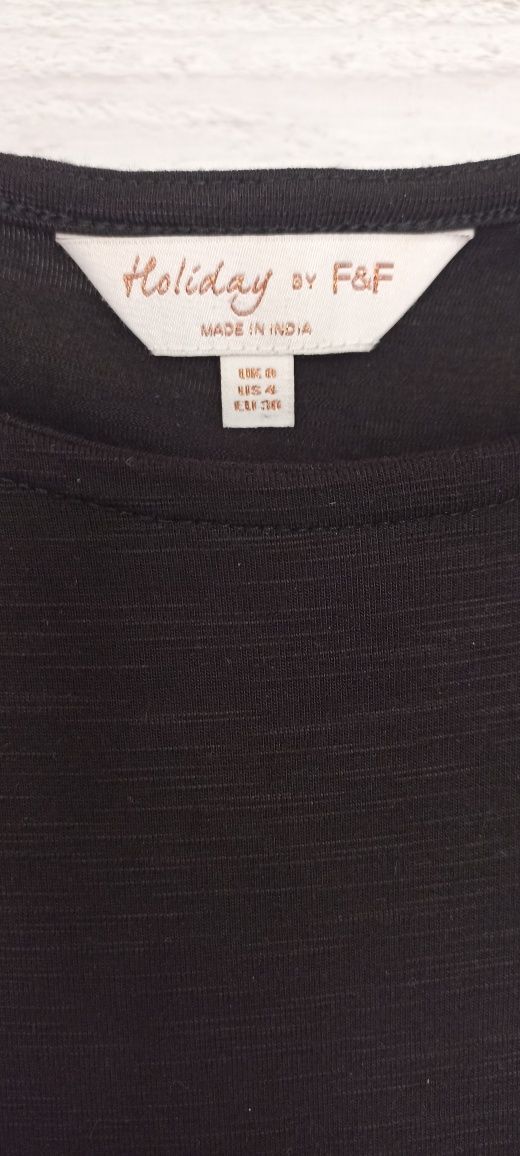 Holiday BY F&F
MADE IN INDIA
UK 8
US 4
EU 36